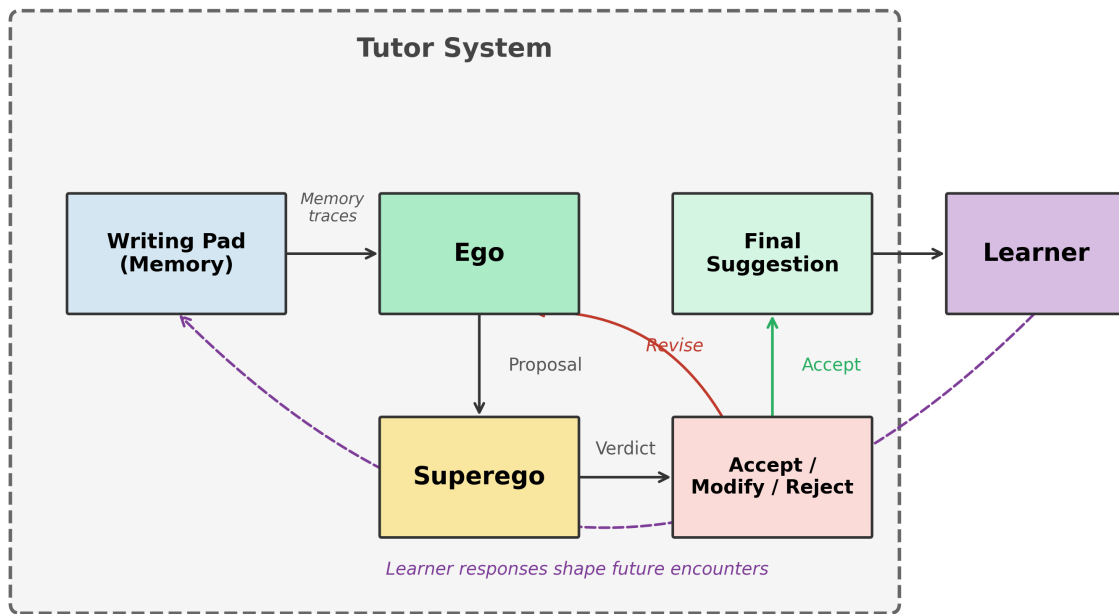 Tutor System
Memory
traces
Writing Pad
(Memory)
Ego
Final
Suggestion
Learner
Revise
Proposal
Accept
Superego
Verdict
Accept /
Modify / Reject
Learner responses shape future encounters